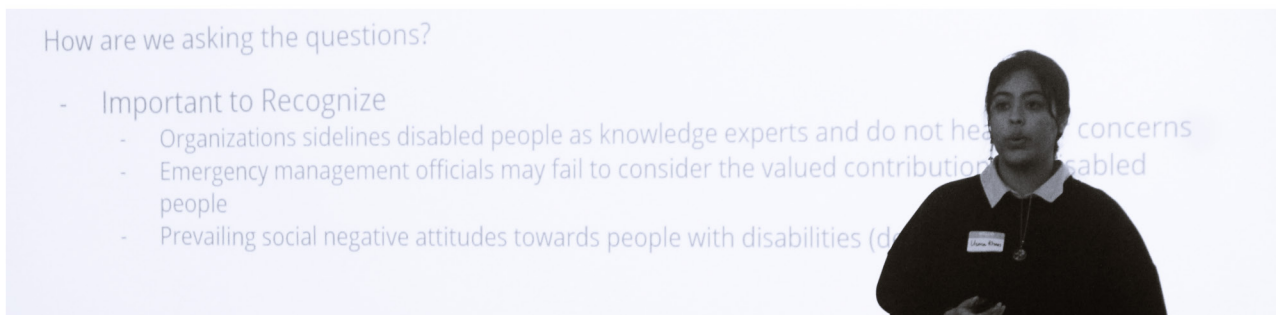 How are we asking the questions?
- Important to Recognize
- Organizations sidelines disabled people as knowledge experts and do not hea concerns
- Emergency management officials may fail to consider the valued contribution sabled
people
- Prevailing social negative attitudes towards people with disabilities (de